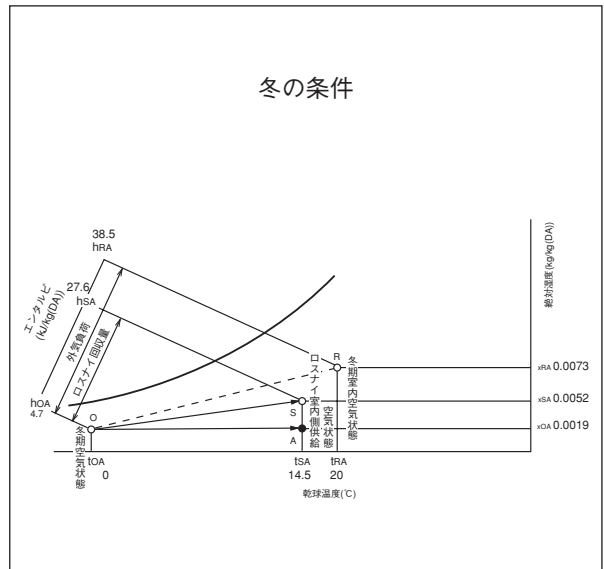 冬の条件
38.5
hRA
27.6
hSA
エンタルピ
(kJ/kg(DA))
外気負荷
ロスナイ回収量
hOA
4.7
O
S
A
R
冬期空気状態
ロスナイ室内側供給
空気状態
冬期室内空気状態
絶対湿度(kg/kg(DA))
xRA 0.0073
xSA 0.0052
xOA 0.0019
tOA
0
tSA
14.5
tRA
20
乾球温度(℃)